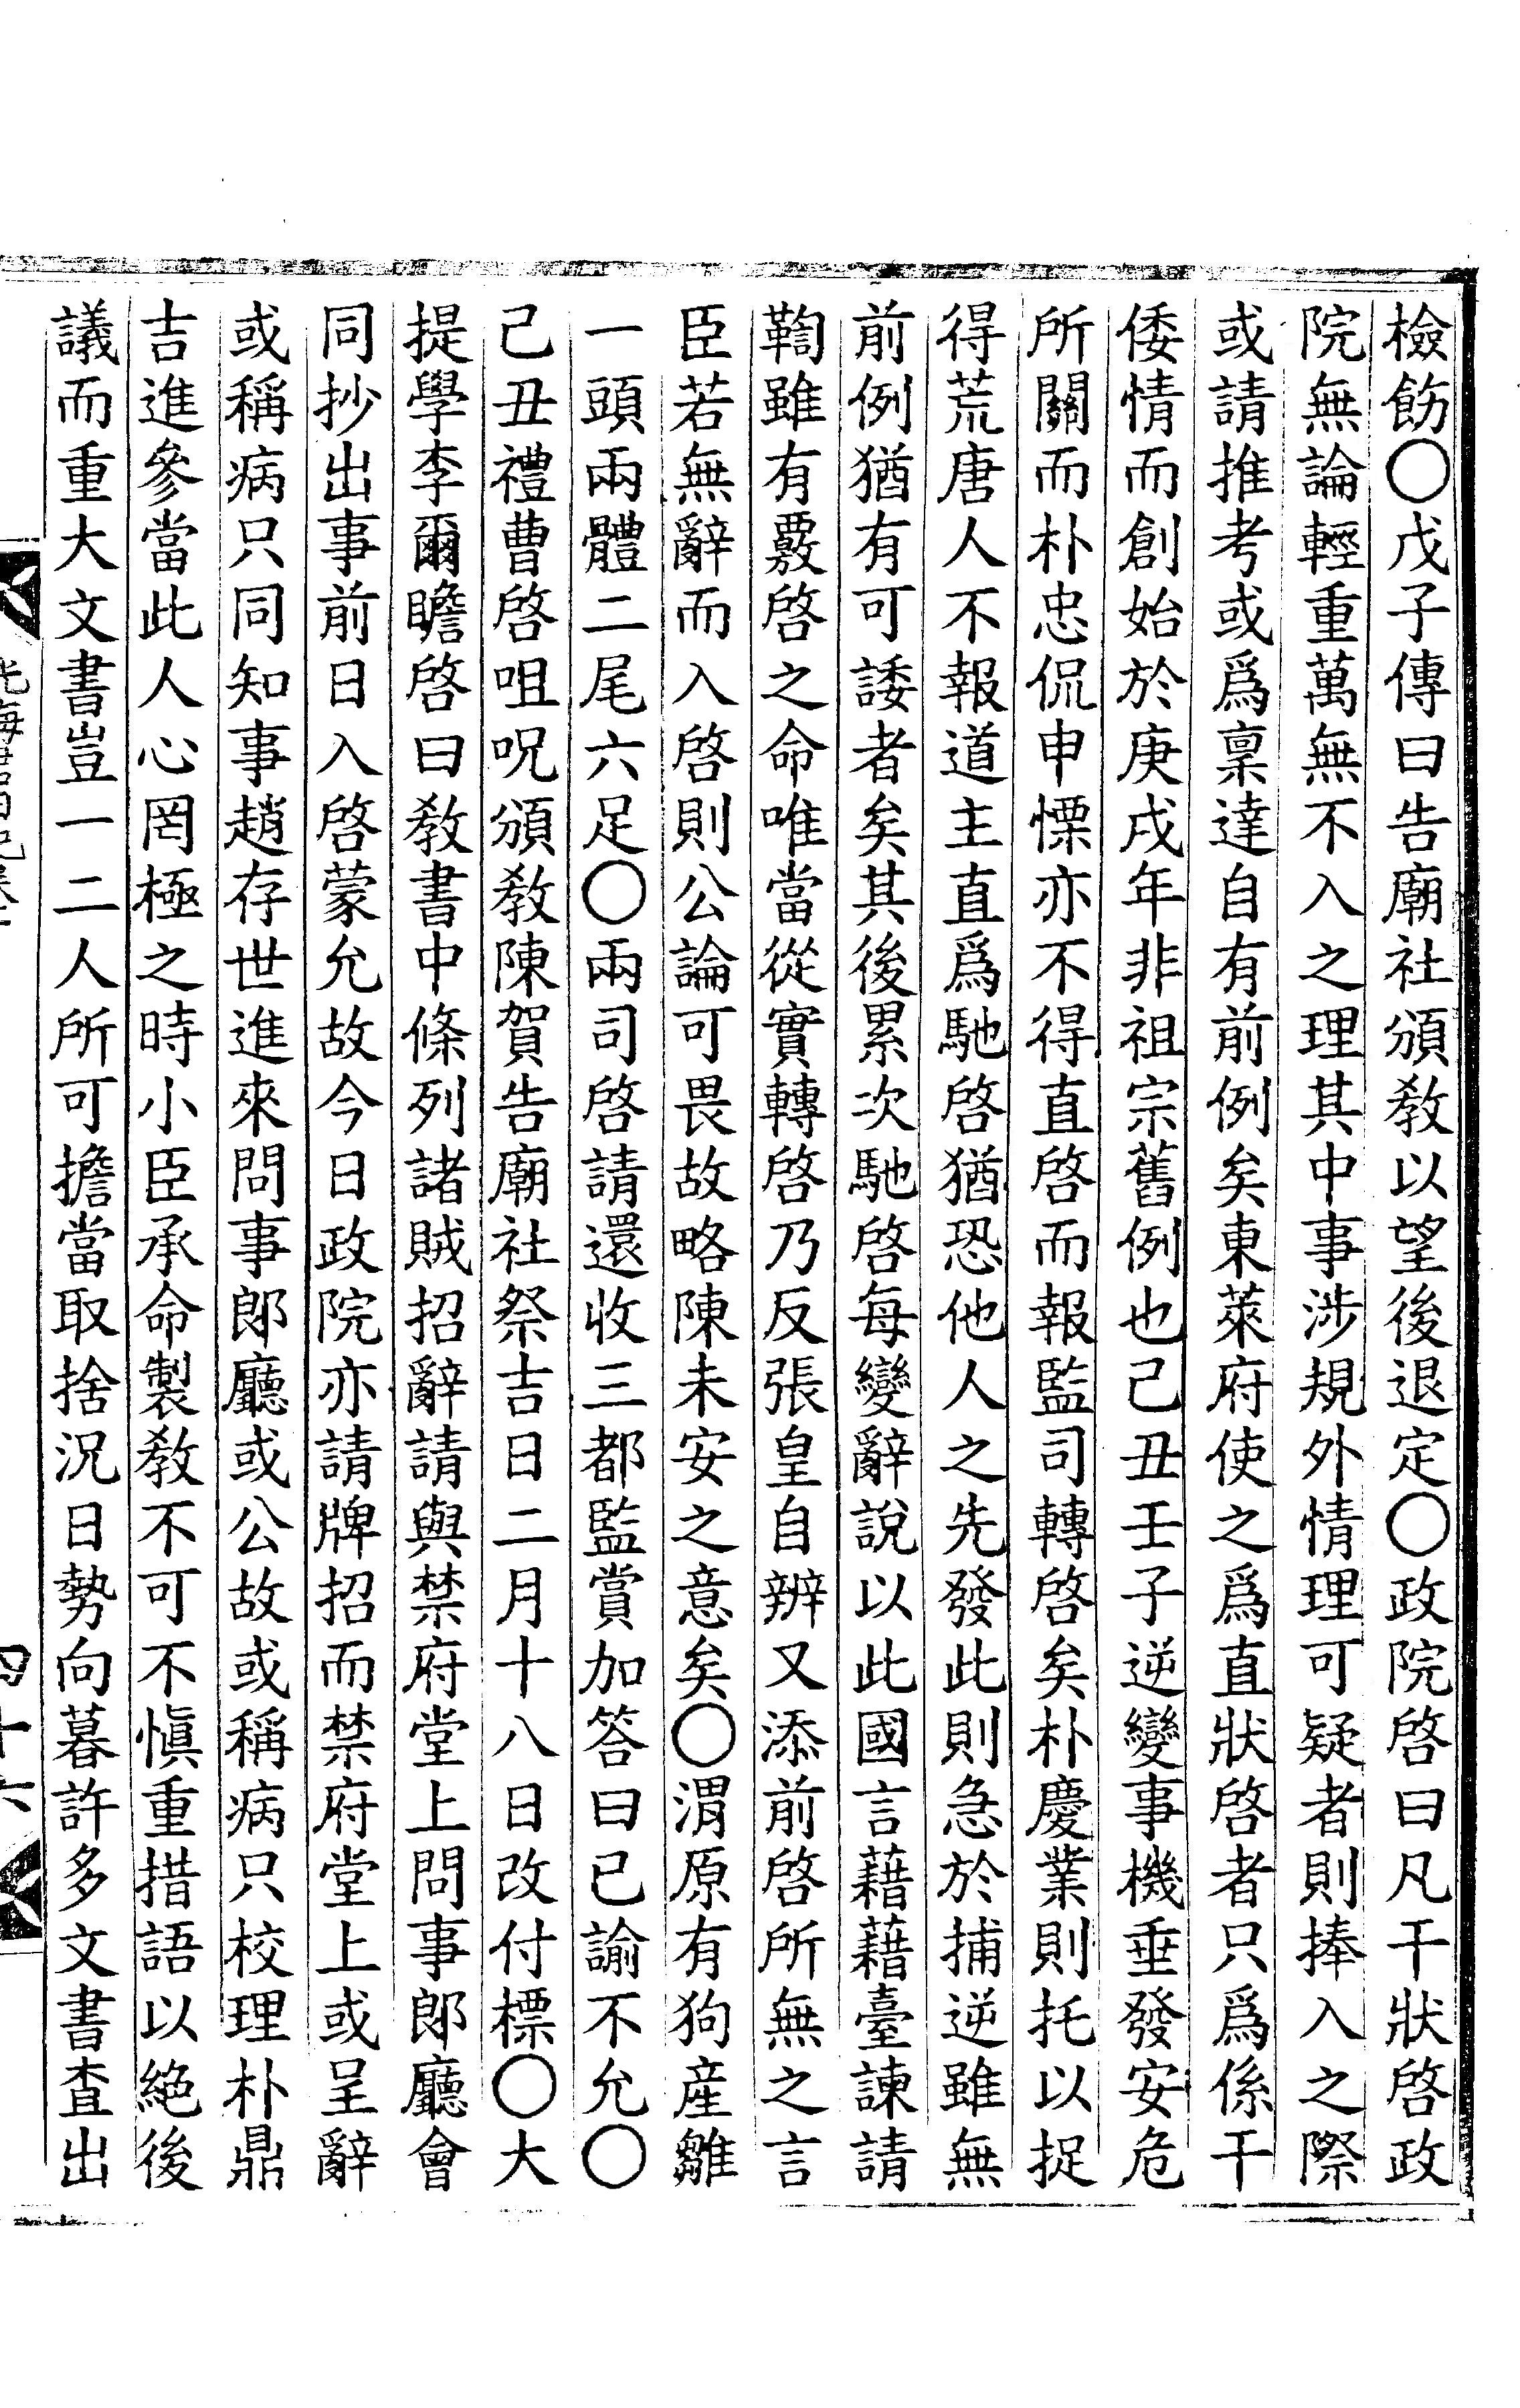 檢飭○戊子傳曰告廟社頒敎以望後退定○政院啓曰凡干狀啓政
院無論輕重萬無不入之理其中事涉規外情理可疑者則捧入之際
或請推考或爲稟達自有前例矣東萊府使之爲直狀啓者只爲係干
倭情而創始於庚戌年非祖宗舊例也己丑壬子逆變事機垂發安危
所關而朴忠侃申慄亦不得直啓而報監司轉啓矣朴慶業則托以捉
得荒唐人不報道主直爲馳啓猶恐他人之先發此則急於捕逆雖無
前例猶有可諉者矣其後累次馳啓每變辭說以此國言藉藉臺諫請
鞫雖有覈啓之命唯當從實轉啓乃反張皇自辨又添前啓所無之言
臣若無辭而入啓則公論可畏故略陳未安之意矣○渭原有狗産雛
一頭兩體二尾六足○兩司啓請還收三都監賞加答曰已諭不允○
己丑禮曹啓咀呪頒敎陳賀告廟社祭吉日二月十八日改付標○大
提學李爾瞻啓曰敎書中條列諸賊招辭請與禁府堂上問事郞廳會
同抄出事前日入啓蒙允故今日政院亦請牌招而禁府堂上或呈辭
或稱病只同知事趙存世進來問事郞廳或公故或稱病只校理朴鼎
吉進參當此人心罔極之時小臣承命製敎不可不愼重措語以絕後
議而重大文書豈一二人所可擔當取捨況日勢向暮許多文書査出
四十六